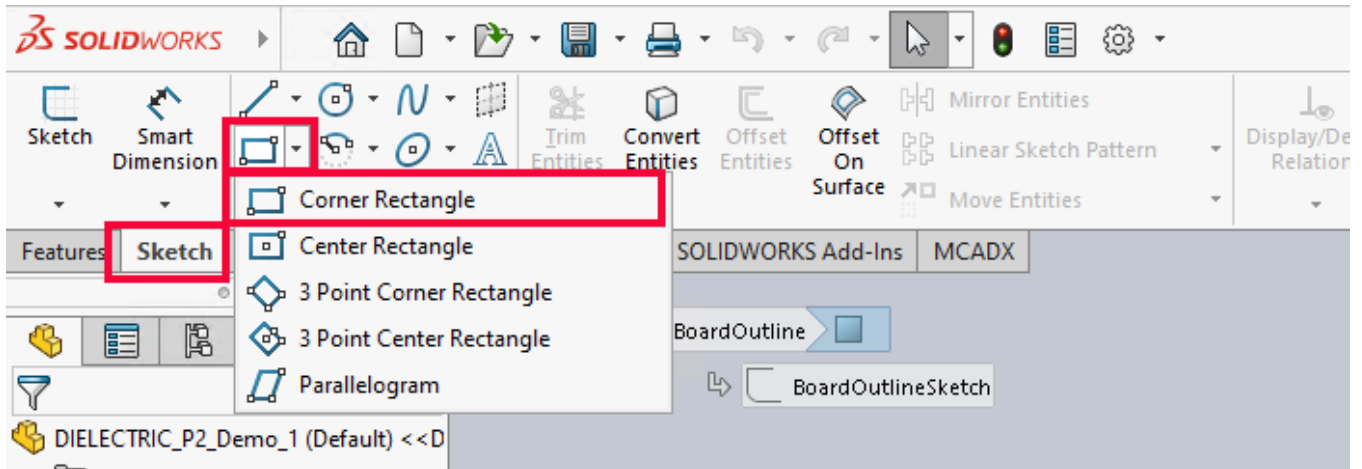 SOLIDWORKS
Sketch
Smart
Dimension
Trim
Entities
Convert
Entities
Offset
Entities
Offset
On
Surface
Mirror Entities
Linear Sketch Pattern
Move Entities
Display/De
Relation
Corner Rectangle
Center Rectangle
3 Point Corner Rectangle
3 Point Center Rectangle
Parallelogram
Features
Sketch
SOLIDWORKS Add-Ins
MCADX
BoardOutline
BoardOutlineSketch
DIELECTRIC_P2_Demo_1 (Default) <<D